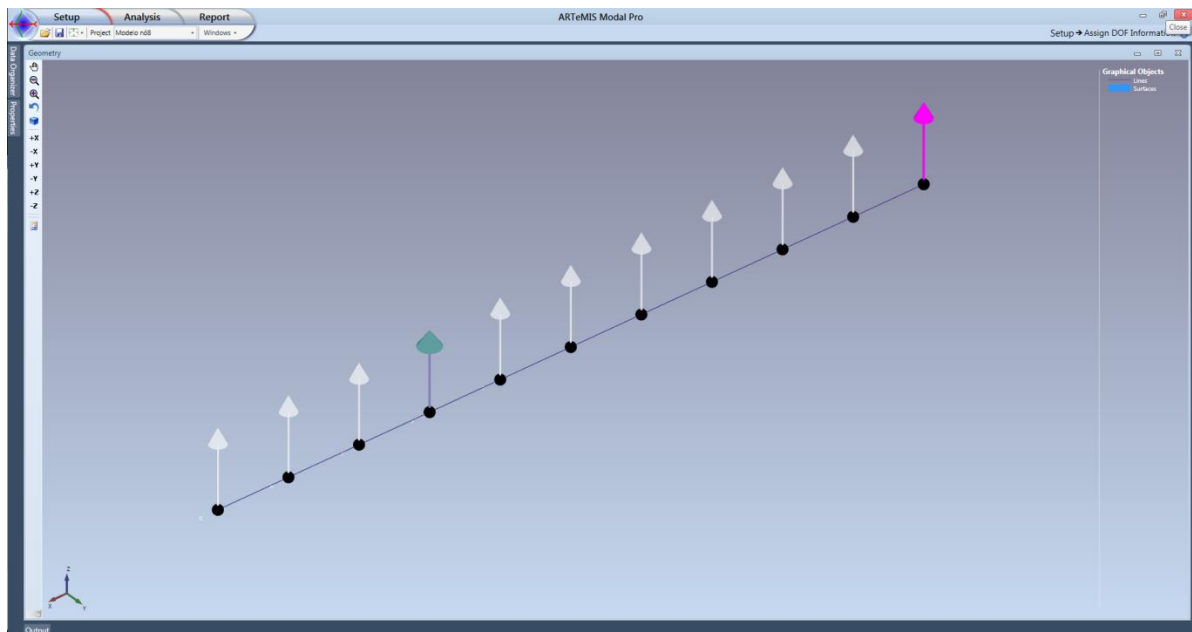 Setup Analysis Report
ARTeMIS Modal Pro
Project Modelo nó8 Windows
Setup → Assign DOF Informati
Close
Data Organizer
Properties
Geometry
Graphical Objects
Lines
Surfaces
+X
-X
+Y
-Y
+Z
-Z
Z
X
Y
Output